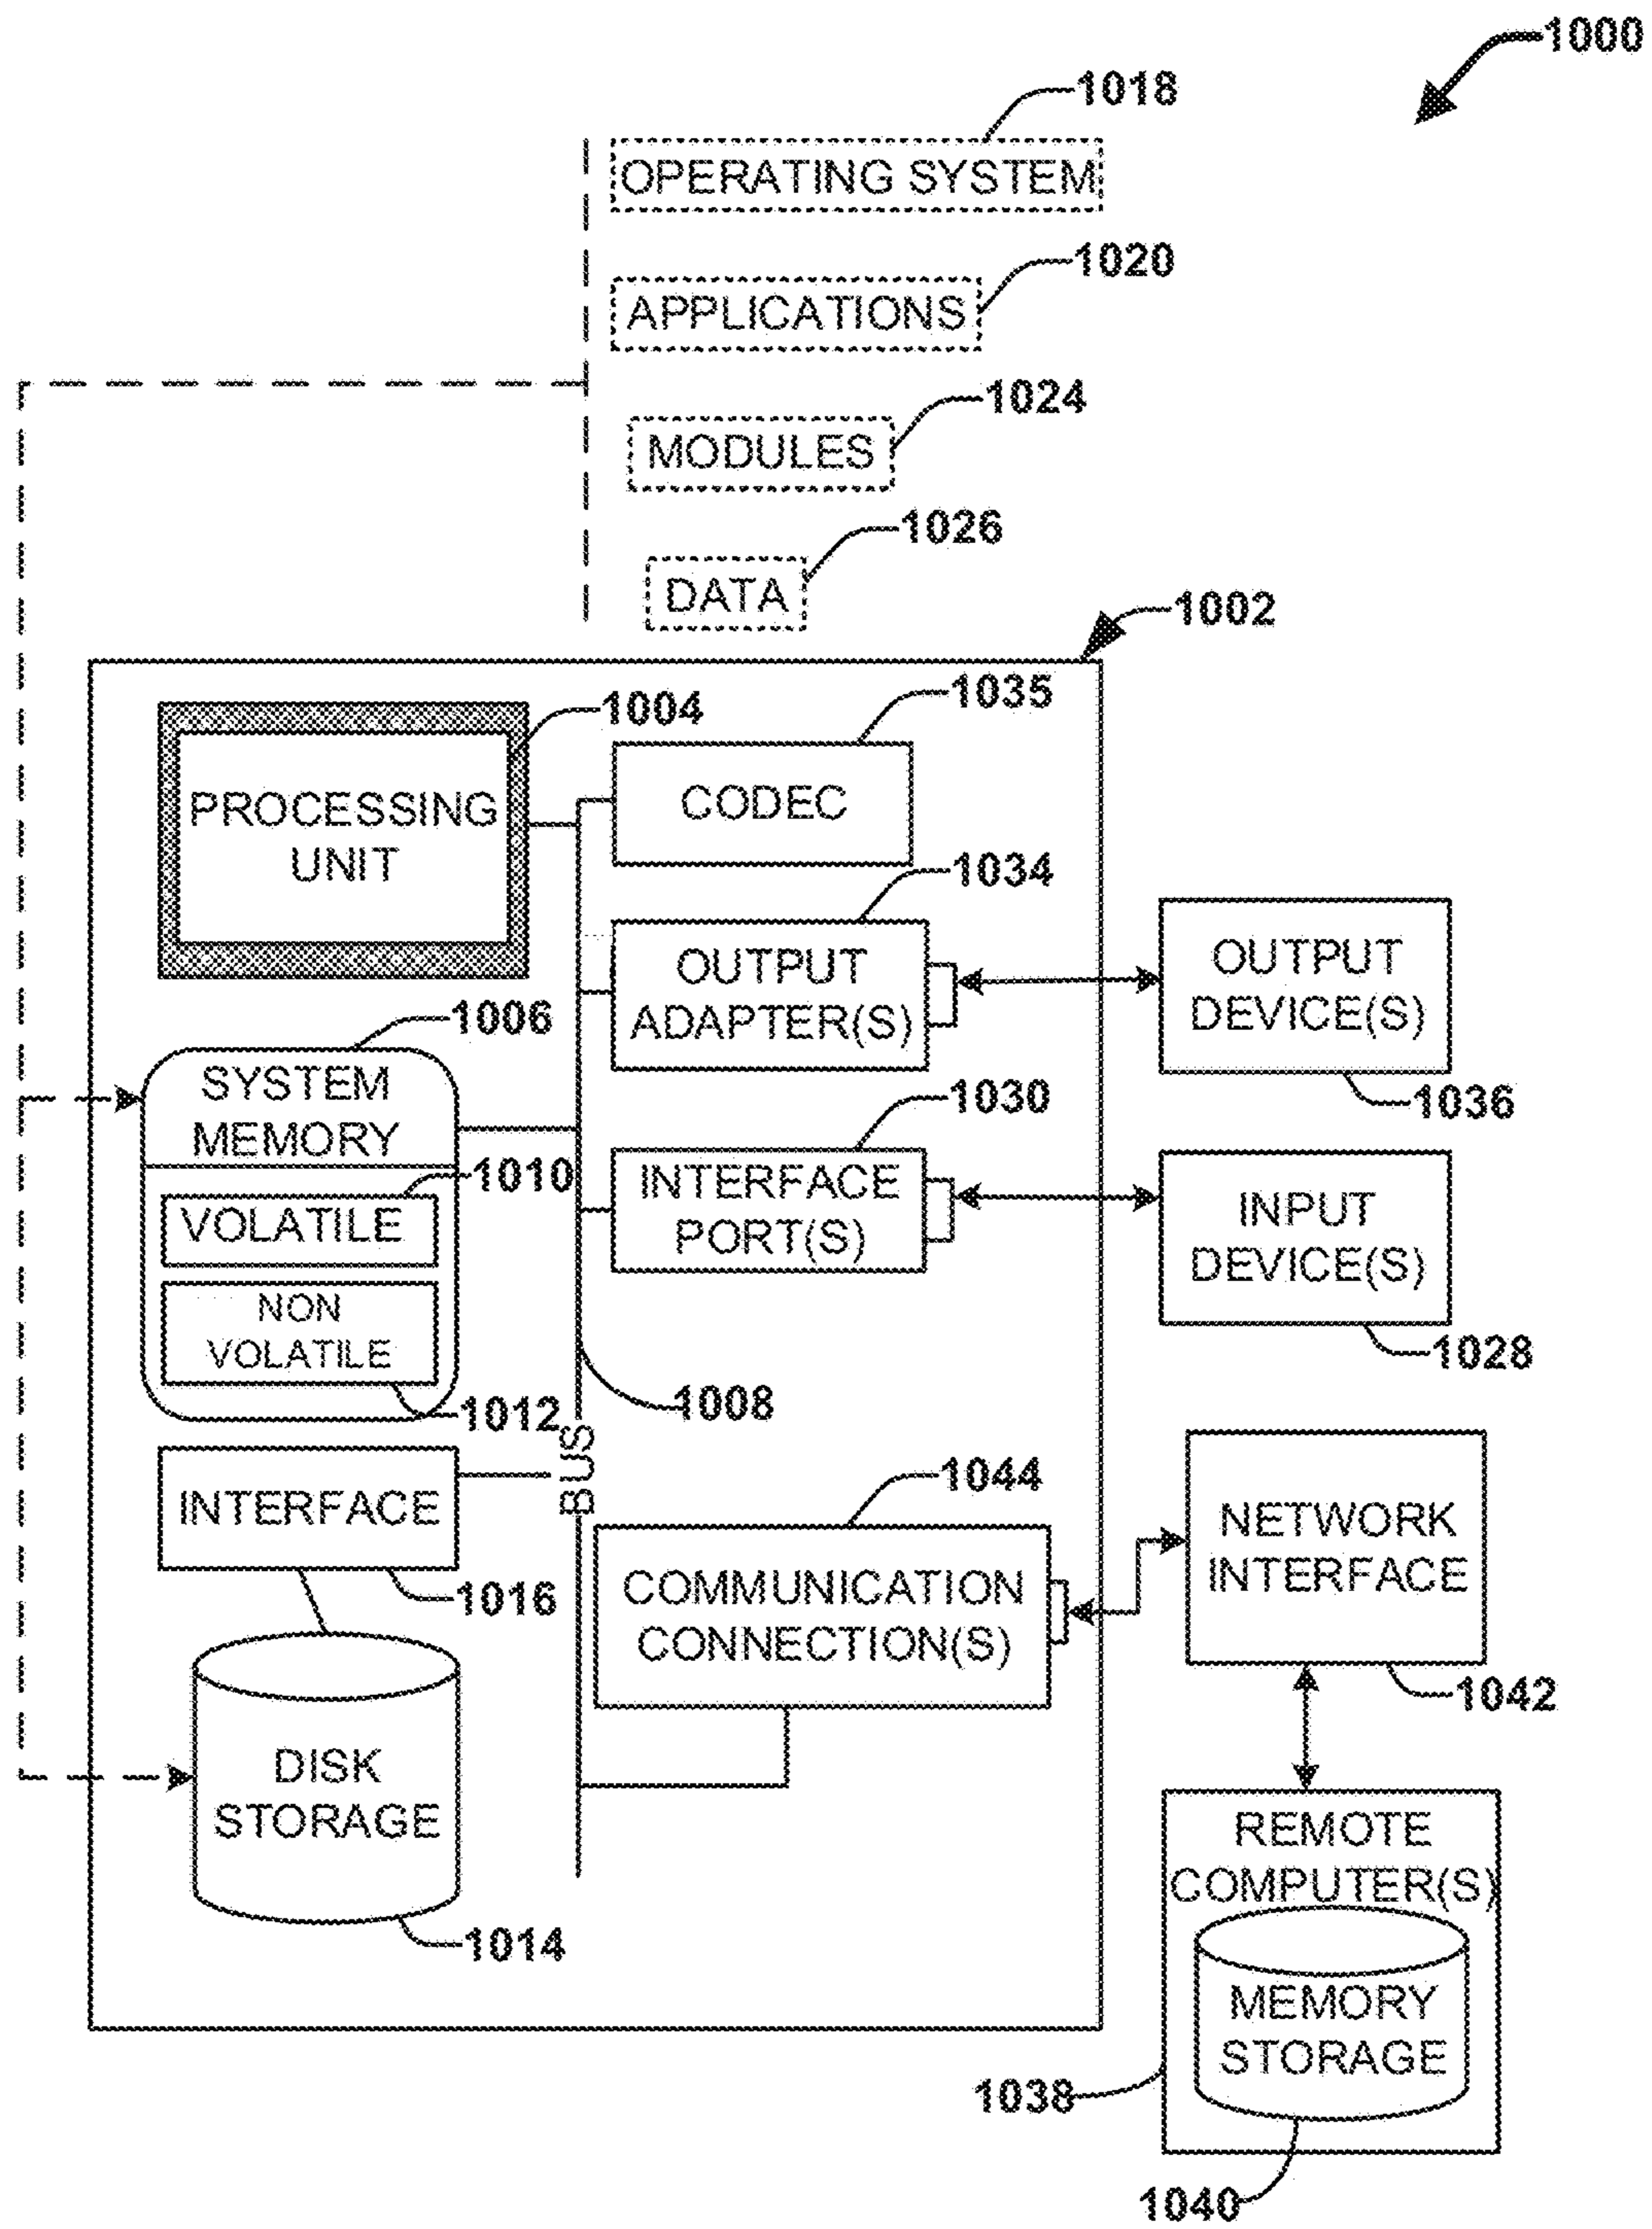 1000
1018
OPERATING SYSTEM
1020
APPLICATIONS
1024
MODULES
1026
DATA
1002
1035
1004
CODEC
PROCESSING
UNIT
1034
OUTPUT
ADAPTER(S)
OUTPUT
DEVICE(S)
1036
1006
SYSTEM
MEMORY
1030
1010
INTERFACE
PORT(S)
VOLATILE
INPUT
DEVICE(S)
1028
NON
VOLATILE
1012
1008
BUS
1044
INTERFACE
1016
COMMUNICATION
CONNECTION(S)
NETWORK
INTERFACE
1042
DISK
STORAGE
1014
REMOTE
COMPUTER(S)
MEMORY
STORAGE
1038
1040